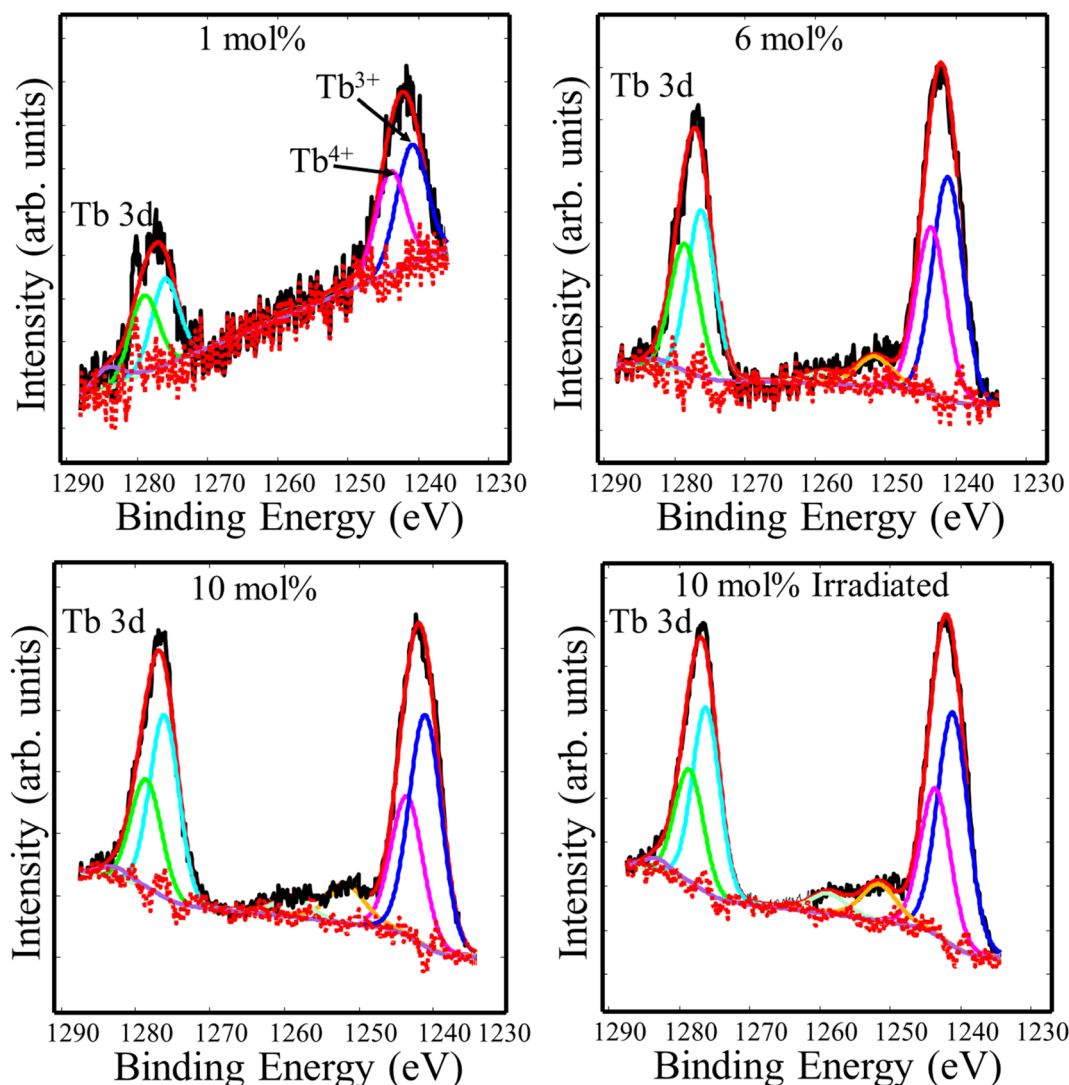 1 mol%
Tb³⁺
Tb⁴⁺
Tb 3d
Intensity (arb. units)
1290 1280 1270 1260 1250 1240 1230
Binding Energy (eV)
6 mol%
Tb 3d
Intensity (arb. units)
1290 1280 1270 1260 1250 1240 1230
Binding Energy (eV)
10 mol%
Tb 3d
Intensity (arb. units)
1290 1280 1270 1260 1250 1240 1230
Binding Energy (eV)
10 mol% Irradiated
Tb 3d
Intensity (arb. units)
1290 1280 1270 1260 1250 1240 1230
Binding Energy (eV)